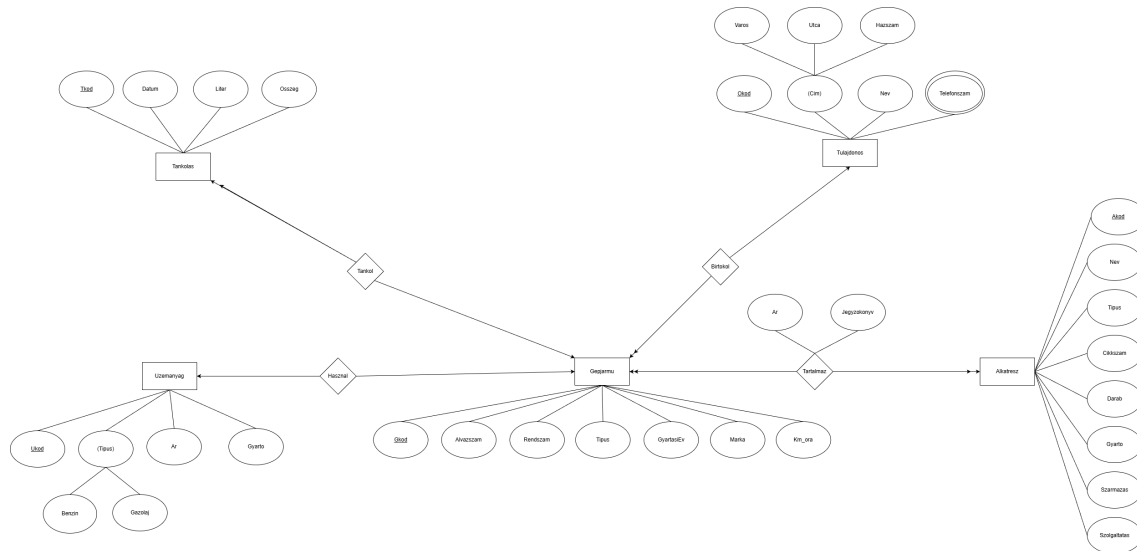 Varos
Utca
Hazszam
Tkod
Datum
Liter
Osszeg
Okod
(Cim)
Nev
Telefonszam
Tankolas
Tulajdonos
Akod
Nev
Tankol
Birtokol
Tipus
Ar
Jegyzokonyv
Cikkszam
Uzemanyag
Hasznal
Gepjarmu
Tartalmaz
Alkatresz
Darab
Ukod
(Tipus)
Ar
Gyarto
Gkod
Alvazszam
Rendszam
Tipus
GyartasiEv
Marka
Km_ora
Gyarto
Szarmazas
Benzin
Gazolaj
Szolgaltatas